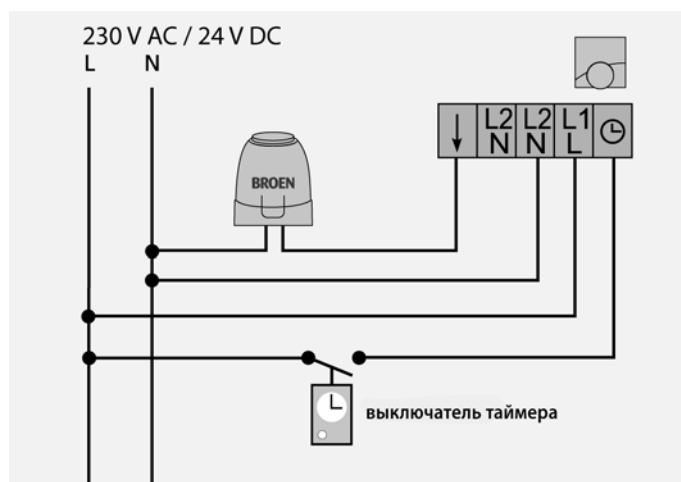 230 V AC / 24 V DC
L N
L2 L2 L1
N N L
BROEN
выключатель таймера